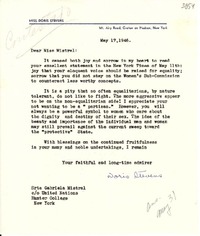 MISS DORIS STEVENS
Mt. Airy Road, Croton on Hudson, New York
May 17, 1946.
Dear Miss Mistral:
It caused both joy and sorrow in my heart to read
your excellent statement in the New York Times of May 11th:
joy that your eloquent voice should be raised for equality;
sorrow that you did not stay on the Women's Sub-Commission
to counteract less enlightened views.
It is a pity that so often equalitarians, by nature
tolerant, do not like to fight. The more aggressive appear
to be on the non-equalitarian side! I appreciate your
not wanting to be a "partisan". However, you will
always be a powerful symbol to women who care about
the dignity and destiny of their sex. The idea of the
beauty and importance of the individual man and woman
may still prevail against the current sweep toward
the "protective" State.
With blessings on the continued fruitfulness
in your many and noble undertakings, I remain
Your faithful and long-time admirer
Doris Stevens
Srta Gabriela Mistral
c/o United Nations
Hunter College
New York